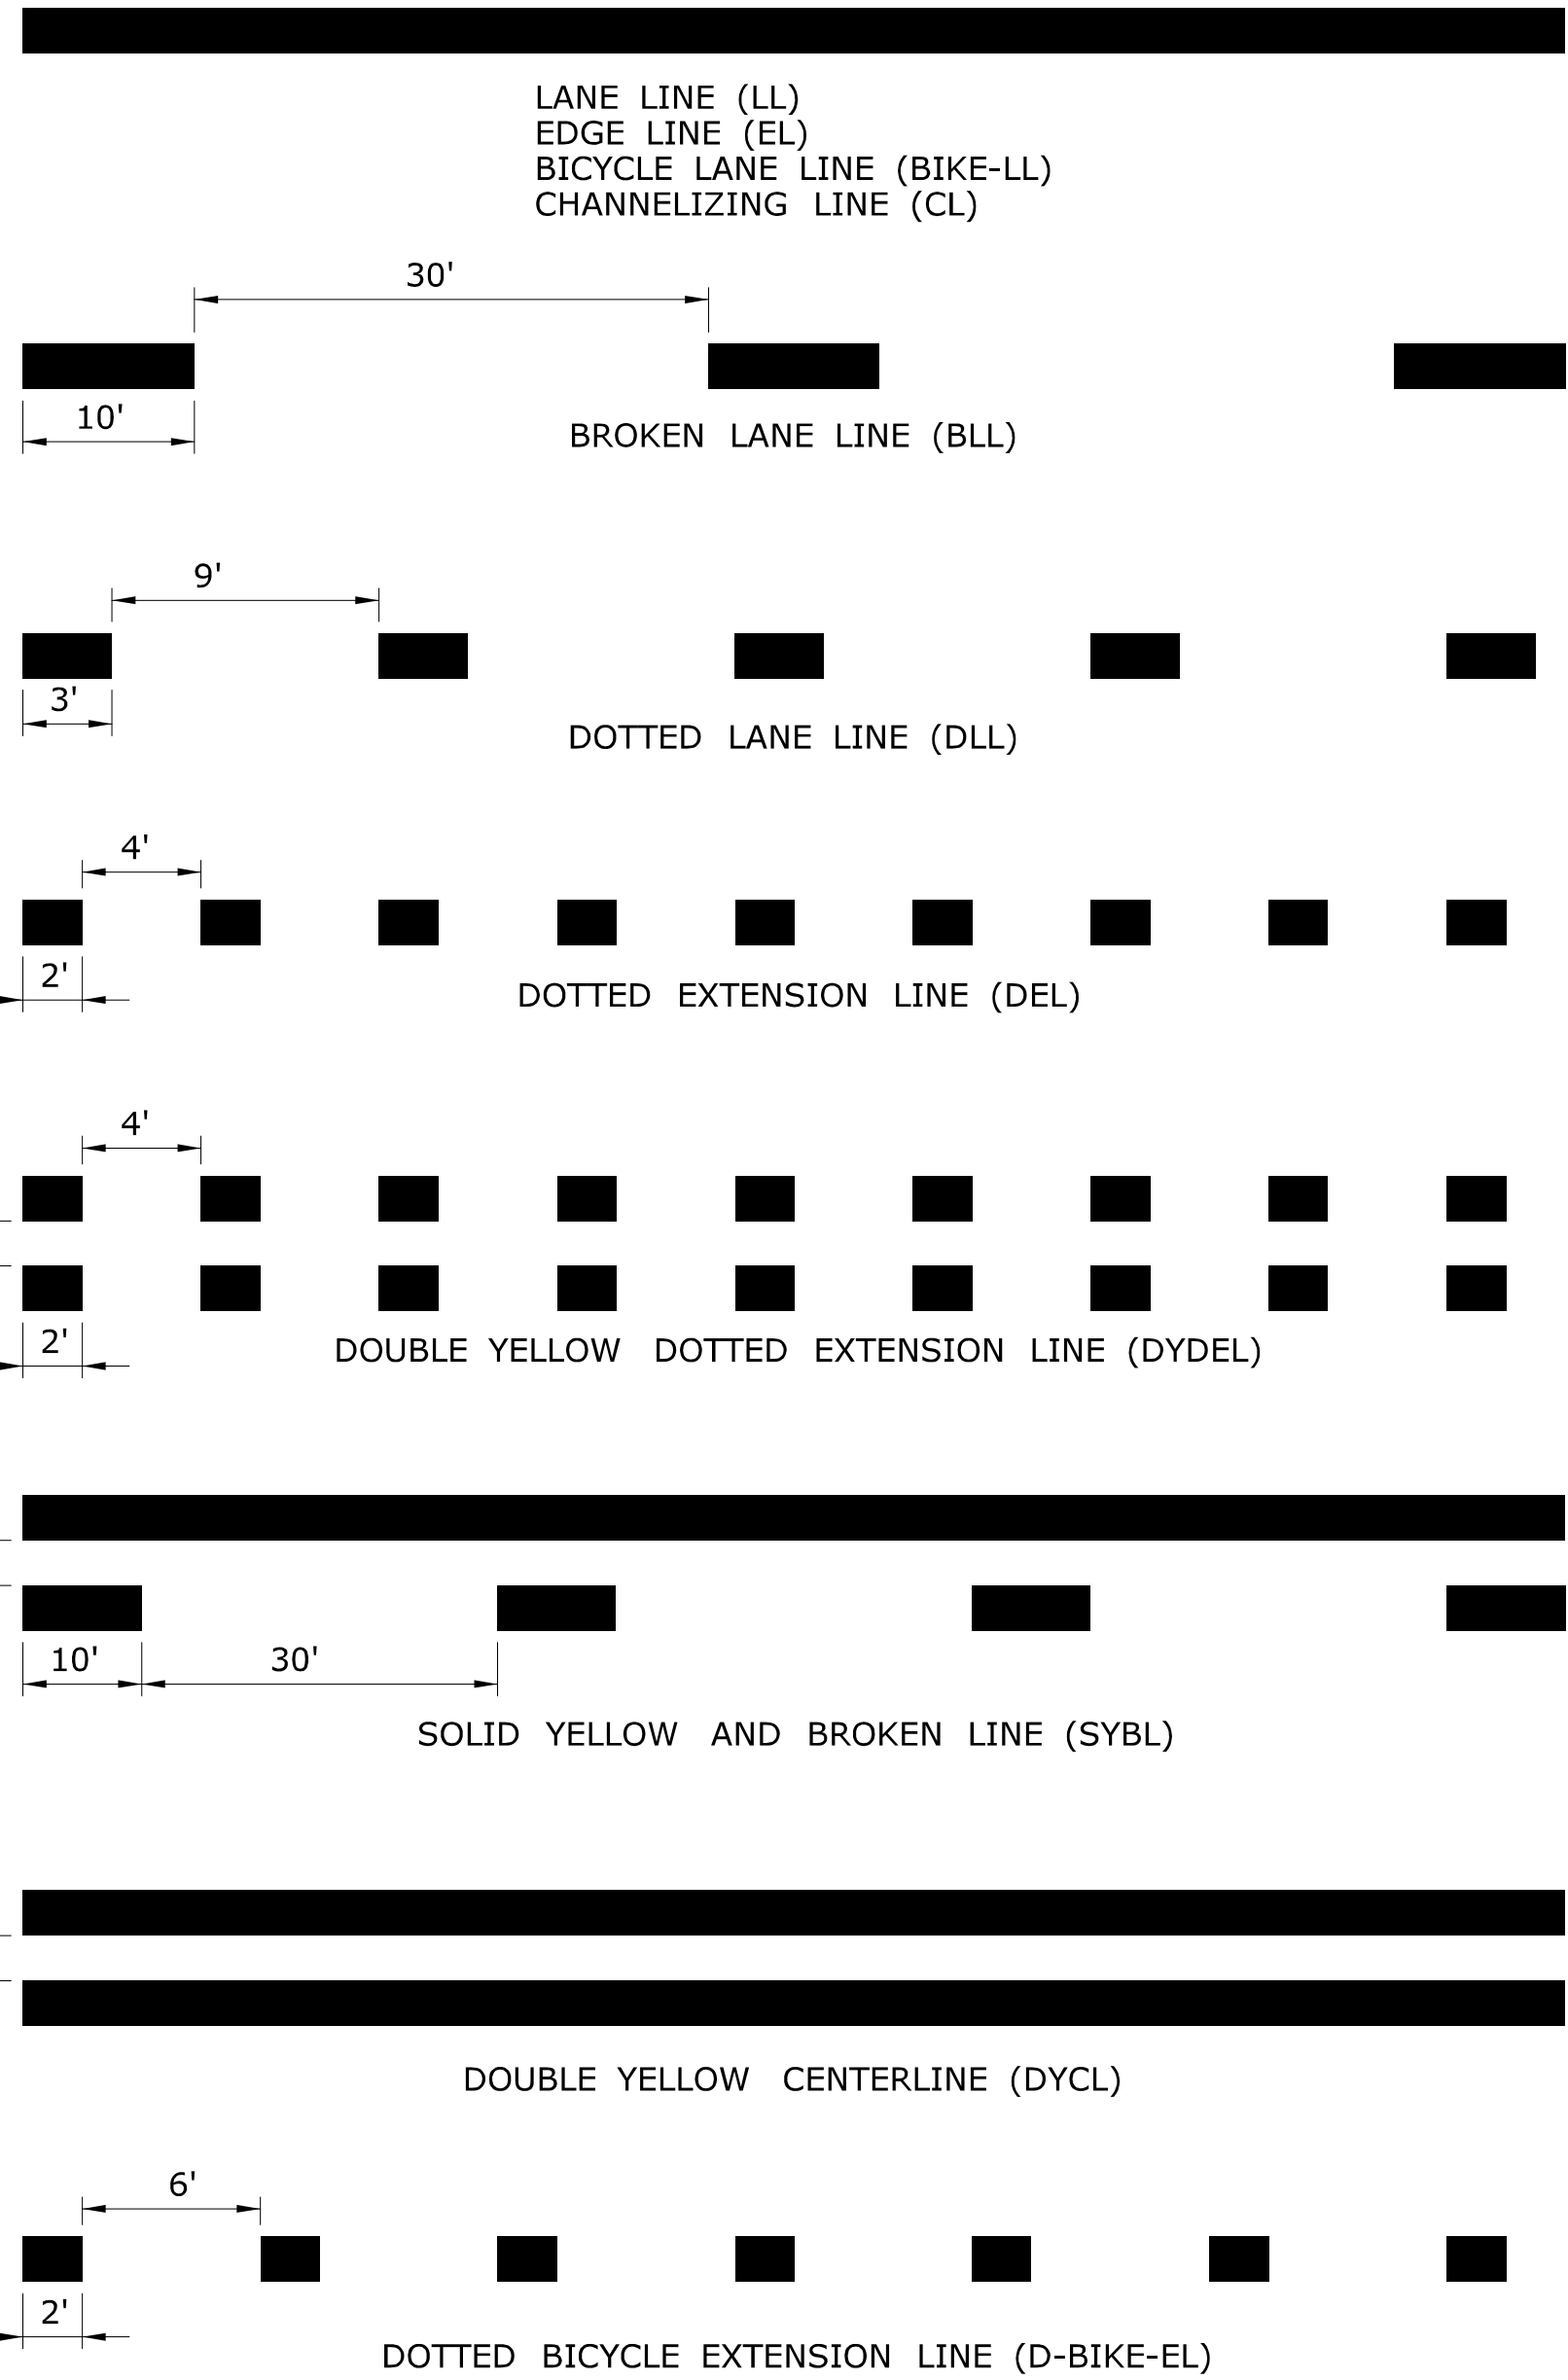 LANE LINE (LL)
EDGE LINE (EL)
BICYCLE LANE LINE (BIKE-LL)
CHANNELIZING LINE (CL)
30'
10'
BROKEN LANE LINE (BLL)
9'
3'
DOTTED LANE LINE (DLL)
4'
2'
DOTTED EXTENSION LINE (DEL)
4'
2'
DOUBLE YELLOW DOTTED EXTENSION LINE (DYDEL)
10' 30'
SOLID YELLOW AND BROKEN LINE (SYBL)
DOUBLE YELLOW CENTERLINE (DYCL)
6'
2'
DOTTED BICYCLE EXTENSION LINE (D-BIKE-EL)